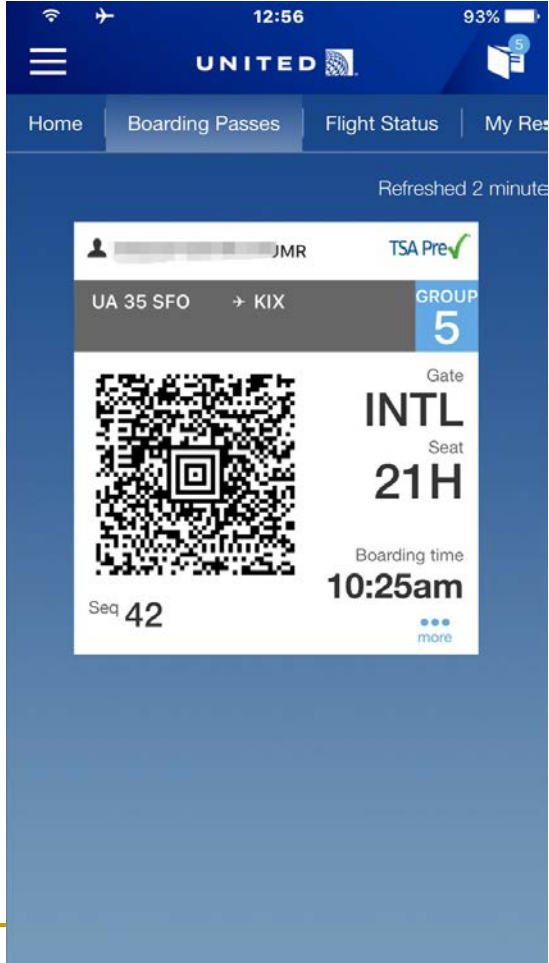 12:56 93%
UNITED
5
Home Boarding Passes Flight Status My Res
Refreshed 2 minute
JMR TSA Pre✓
UA 35 SFO → KIX
GROUP
5
Gate
INTL
Seat
21H
Boarding time
10:25am
Seq 42
more